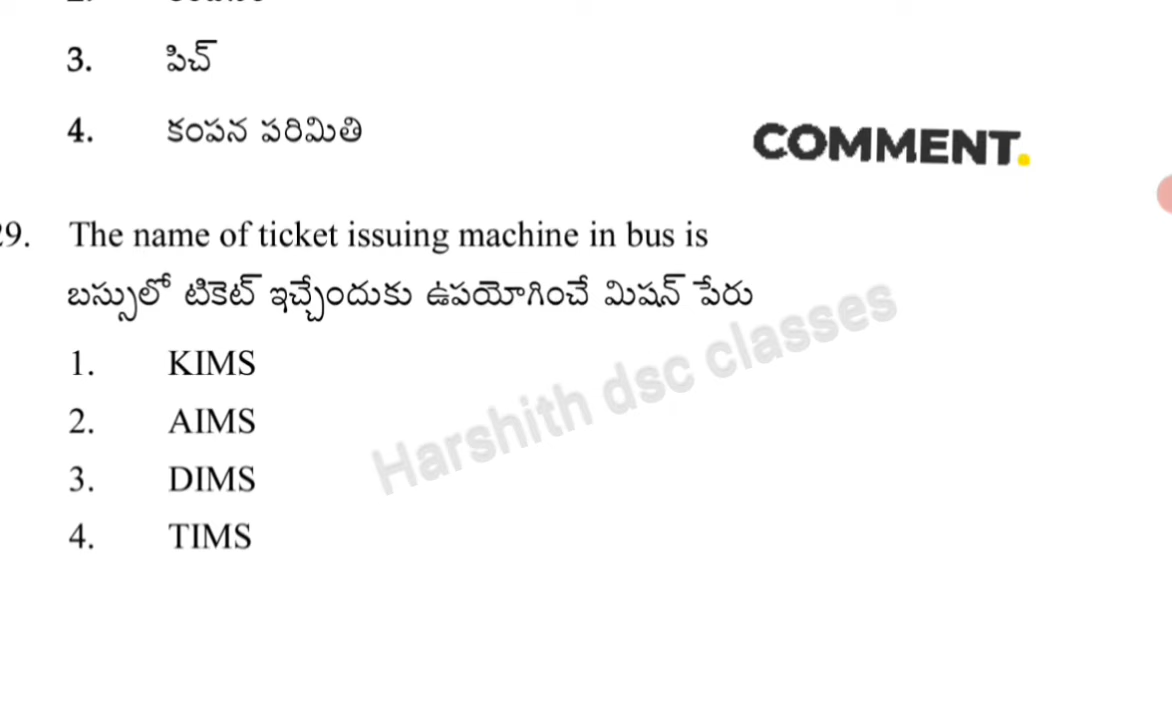 3. పిచ్
4. కంపన పరిమితి
COMMENT.
29. The name of ticket issuing machine in bus is
బస్సులో టికెట్ ఇచ్చేందుకు ఉపయోగించే మిషన్ పేరు
1. KIMS
2. AIMS
3. DIMS
4. TIMS
Harshith dsc classes